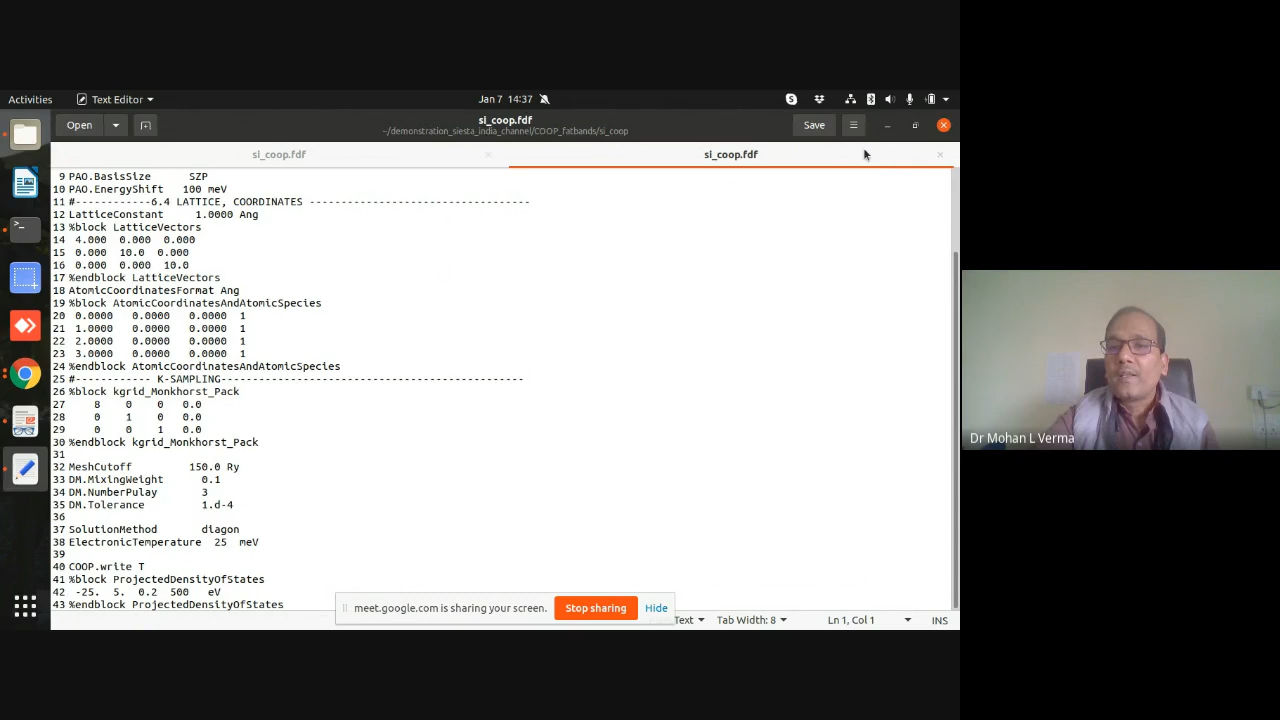 Activities
Text Editor
Jan 7 14:37
Open
si_coop.fdf
~/demonstration_siesta_india_channel/COOP_fatbands/si_coop
Save
si_coop.fdf
si_coop.fdf
9 PAO.BasisSize SZP
10 PAO.EnergyShift 100 meV
11 #------------6.4 LATTICE, COORDINATES -----------------------------------
12 LatticeConstant 1.0000 Ang
13 %block LatticeVectors
14 4.000 0.000 0.000
15 0.000 10.0 0.000
16 0.000 0.000 10.0
17 %endblock LatticeVectors
18 AtomicCoordinatesFormat Ang
19 %block AtomicCoordinatesAndAtomicSpecies
20 0.0000 0.0000 0.0000 1
21 1.0000 0.0000 0.0000 1
22 2.0000 0.0000 0.0000 1
23 3.0000 0.0000 0.0000 1
24 %endblock AtomicCoordinatesAndAtomicSpecies
25 #----------- K-SAMPLING------------------------------------------------
26 %block kgrid_Monkhorst_Pack
27 8 0 0 0.0
28 0 1 0 0.0
29 0 0 1 0.0
30 %endblock kgrid_Monkhorst_Pack
31
32 MeshCutoff 150.0 Ry
33 DM.MixingWeight 0.1
34 DM.NumberPulay 3
35 DM.Tolerance 1.d-4
36
37 SolutionMethod diagon
38 ElectronicTemperature 25 meV
39
40 COOP.write T
41 %block ProjectedDensityOfStates
42 -25. 5. 0.2 500 eV
43 %endblock ProjectedDensityOfStates
meet.google.com is sharing your screen.
Stop sharing
Hide
Text
Tab Width: 8
Ln 1, Col 1
INS
Dr Mohan L Verma